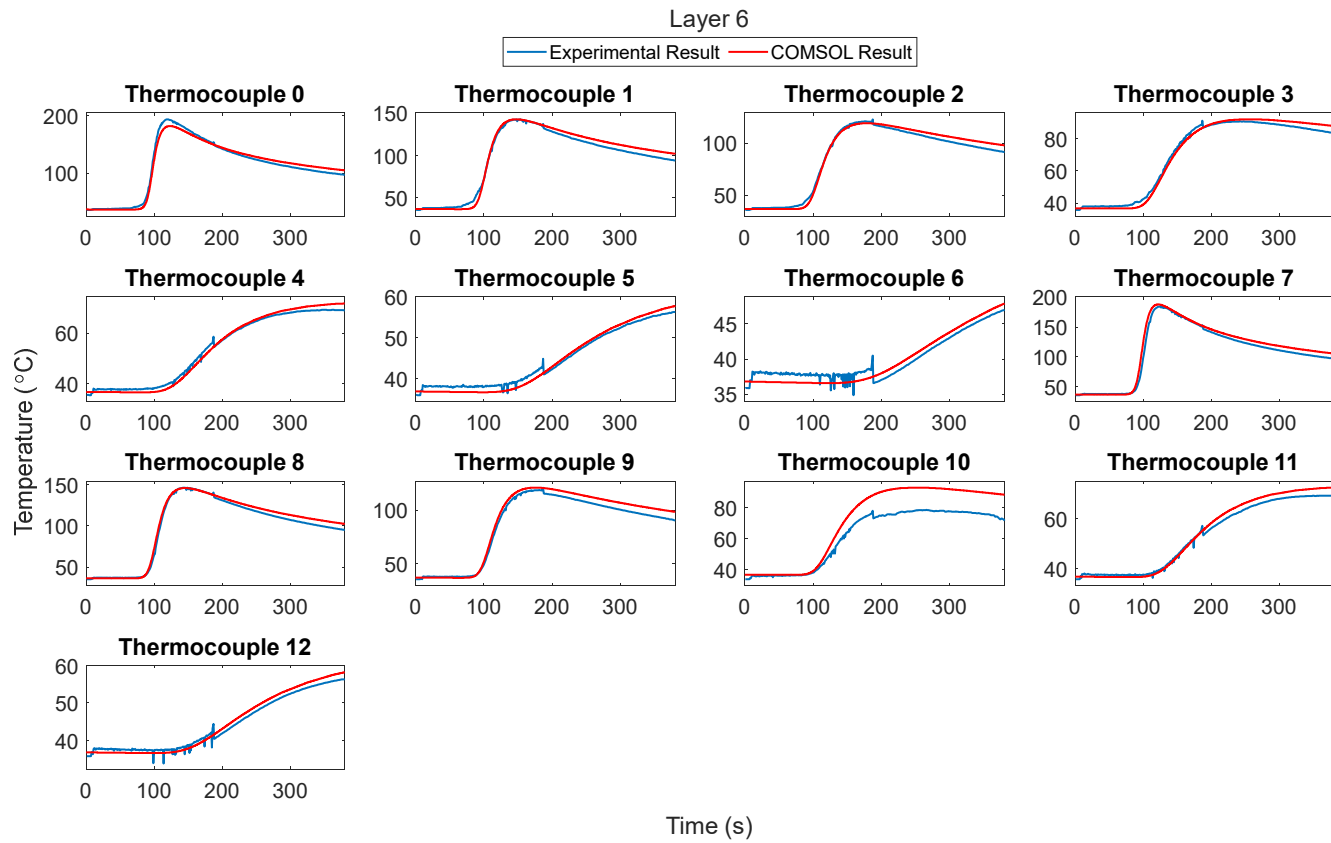 Layer 6
Experimental Result COMSOL Result
Thermocouple 0 Thermocouple 1 Thermocouple 2 Thermocouple 3
200
100
0 100 200 300
150
100
50
0 100 200 300
100
50
0 100 200 300
80
60
40
0 100 200 300
Thermocouple 4 Thermocouple 5 Thermocouple 6 Thermocouple 7
60
40
0 100 200 300
60
50
40
0 100 200 300
45
40
35
0 100 200 300
200
150
100
50
0 100 200 300
Thermocouple 8 Thermocouple 9 Thermocouple 10 Thermocouple 11
150
100
50
0 100 200 300
100
50
0 100 200 300
80
60
40
0 100 200 300
60
40
0 100 200 300
Thermocouple 12
60
50
40
0 100 200 300
Temperature (°C)
Time (s)